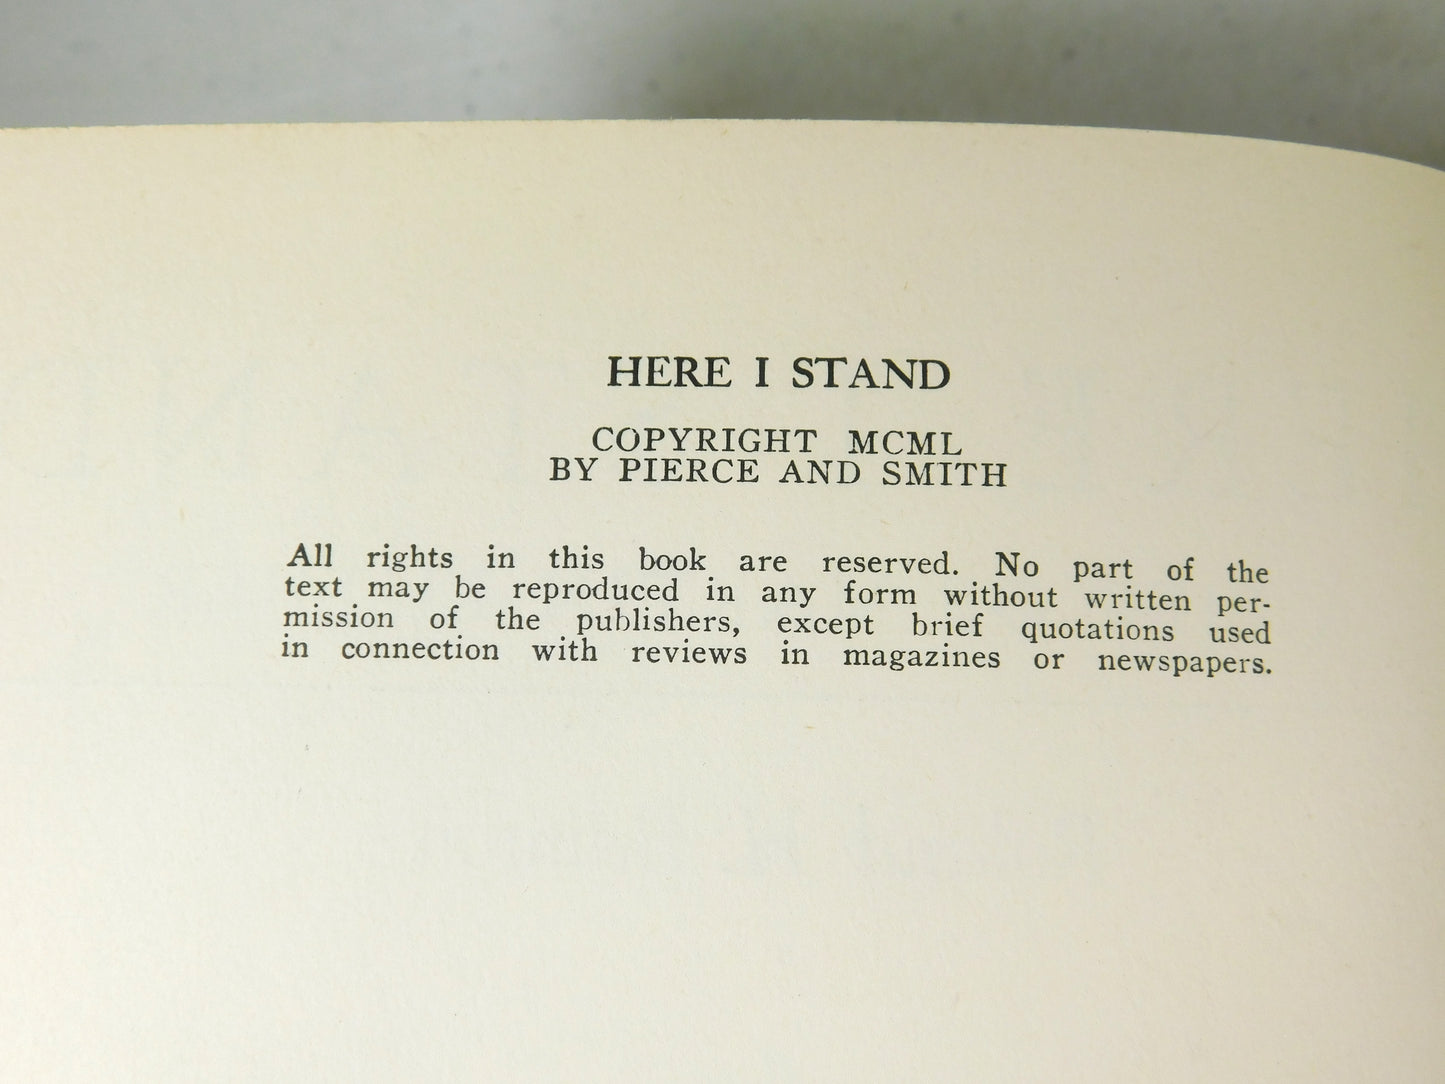 HERE I STAND
COPYRIGHT MCML
BY PIERCE AND SMITH
All rights in this book are reserved. No part of the
text may be reproduced in any form without written per-
mission of the publishers, except brief quotations used
in connection with reviews in magazines or newspapers.